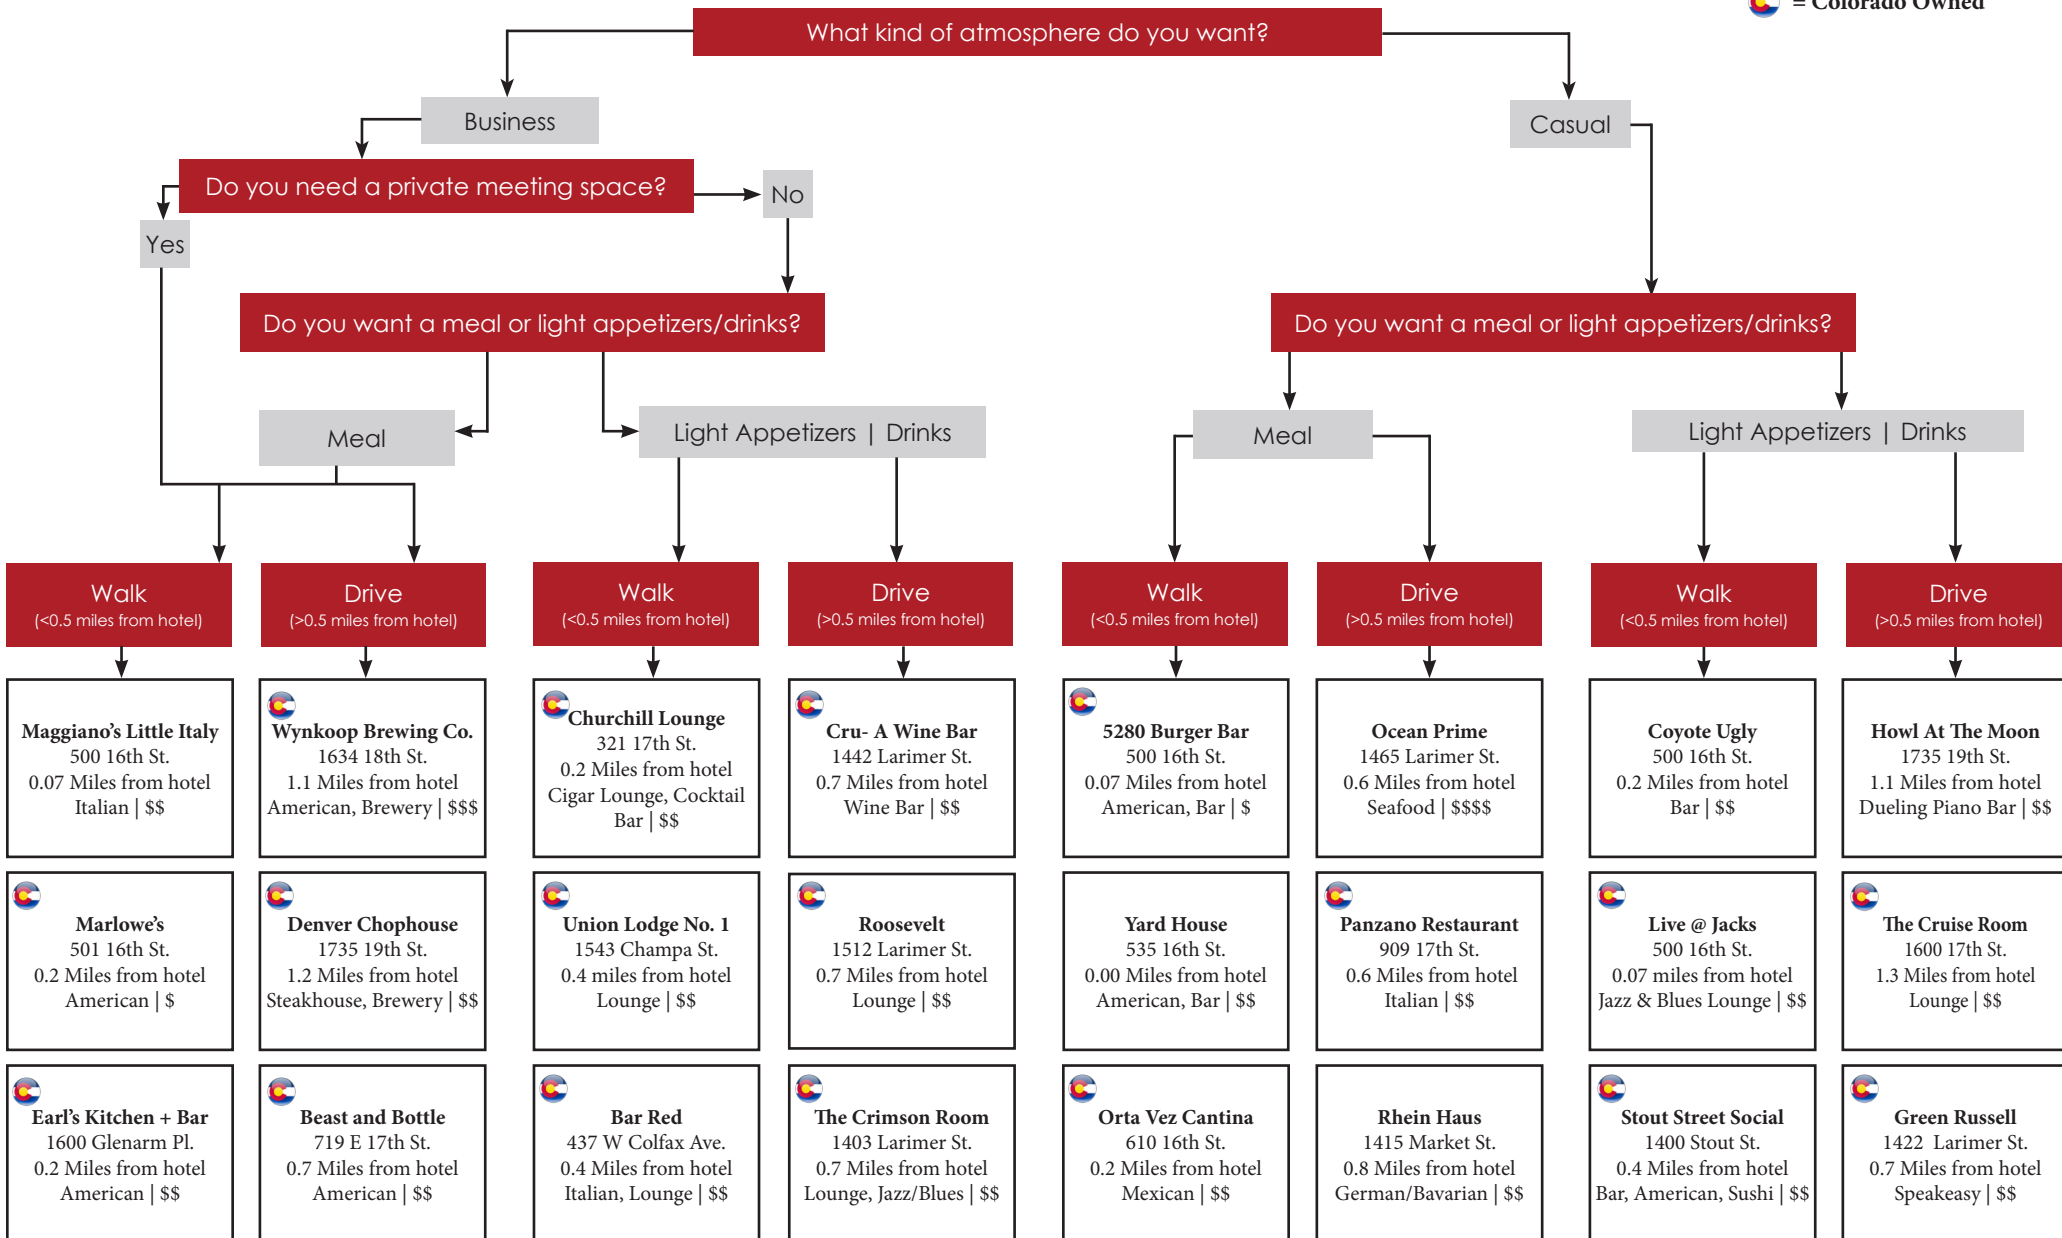 = Colorado Owned
What kind of atmosphere do you want?
Business
Casual
Do you need a private meeting space?
No
Yes
Do you want a meal or light appetizers/drinks?
Do you want a meal or light appetizers/drinks?
Meal
Light Appetizers | Drinks
Meal
Light Appetizers | Drinks
Walk
(<0.5 miles from hotel)
Drive
(>0.5 miles from hotel)
Walk
(<0.5 miles from hotel)
Drive
(>0.5 miles from hotel)
Walk
(<0.5 miles from hotel)
Drive
(>0.5 miles from hotel)
Walk
(<0.5 miles from hotel)
Drive
(>0.5 miles from hotel)
Maggiano's Little Italy
500 16th St.
0.07 Miles from hotel
Italian | $$
Wynkoop Brewing Co.
1634 18th St.
1.1 Miles from hotel
American, Brewery | $$$
Churchill Lounge
321 17th St.
0.2 Miles from hotel
Cigar Lounge, Cocktail
Bar | $$
Cru- A Wine Bar
1442 Larimer St.
0.7 Miles from hotel
Wine Bar | $$
5280 Burger Bar
500 16th St.
0.07 Miles from hotel
American, Bar | $
Ocean Prime
1465 Larimer St.
0.6 Miles from hotel
Seafood | $$$$
Coyote Ugly
500 16th St.
0.2 Miles from hotel
Bar | $$
Howl At The Moon
1735 19th St.
1.1 Miles from hotel
Dueling Piano Bar | $$
Marlowe's
501 16th St.
0.2 Miles from hotel
American | $
Denver Chophouse
1735 19th St.
1.2 Miles from hotel
Steakhouse, Brewery | $$
Union Lodge No. 1
1543 Champa St.
0.4 miles from hotel
Lounge | $$
Roosevelt
1512 Larimer St.
0.7 Miles from hotel
Lounge | $$
Yard House
535 16th St.
0.00 Miles from hotel
American, Bar | $$
Panzano Restaurant
909 17th St.
0.6 Miles from hotel
Italian | $$
Live @ Jacks
500 16th St.
0.07 miles from hotel
Jazz & Blues Lounge | $$
The Cruise Room
1600 17th St.
1.3 Miles from hotel
Lounge | $$
Earl's Kitchen + Bar
1600 Glenarm Pl.
0.2 Miles from hotel
American | $$
Beast and Bottle
719 E 17th St.
0.7 Miles from hotel
American | $$
Bar Red
437 W Colfax Ave.
0.4 Miles from hotel
Italian, Lounge | $$
The Crimson Room
1403 Larimer St.
0.7 Miles from hotel
Lounge, Jazz/Blues | $$
Orta Vez Cantina
610 16th St.
0.2 Miles from hotel
Mexican | $$
Rhein Haus
1415 Market St.
0.8 Miles from hotel
German/Bavarian | $$
Stout Street Social
1400 Stout St.
0.4 Miles from hotel
Bar, American, Sushi | $$
Green Russell
1422 Larimer St.
0.7 Miles from hotel
Speakeasy | $$